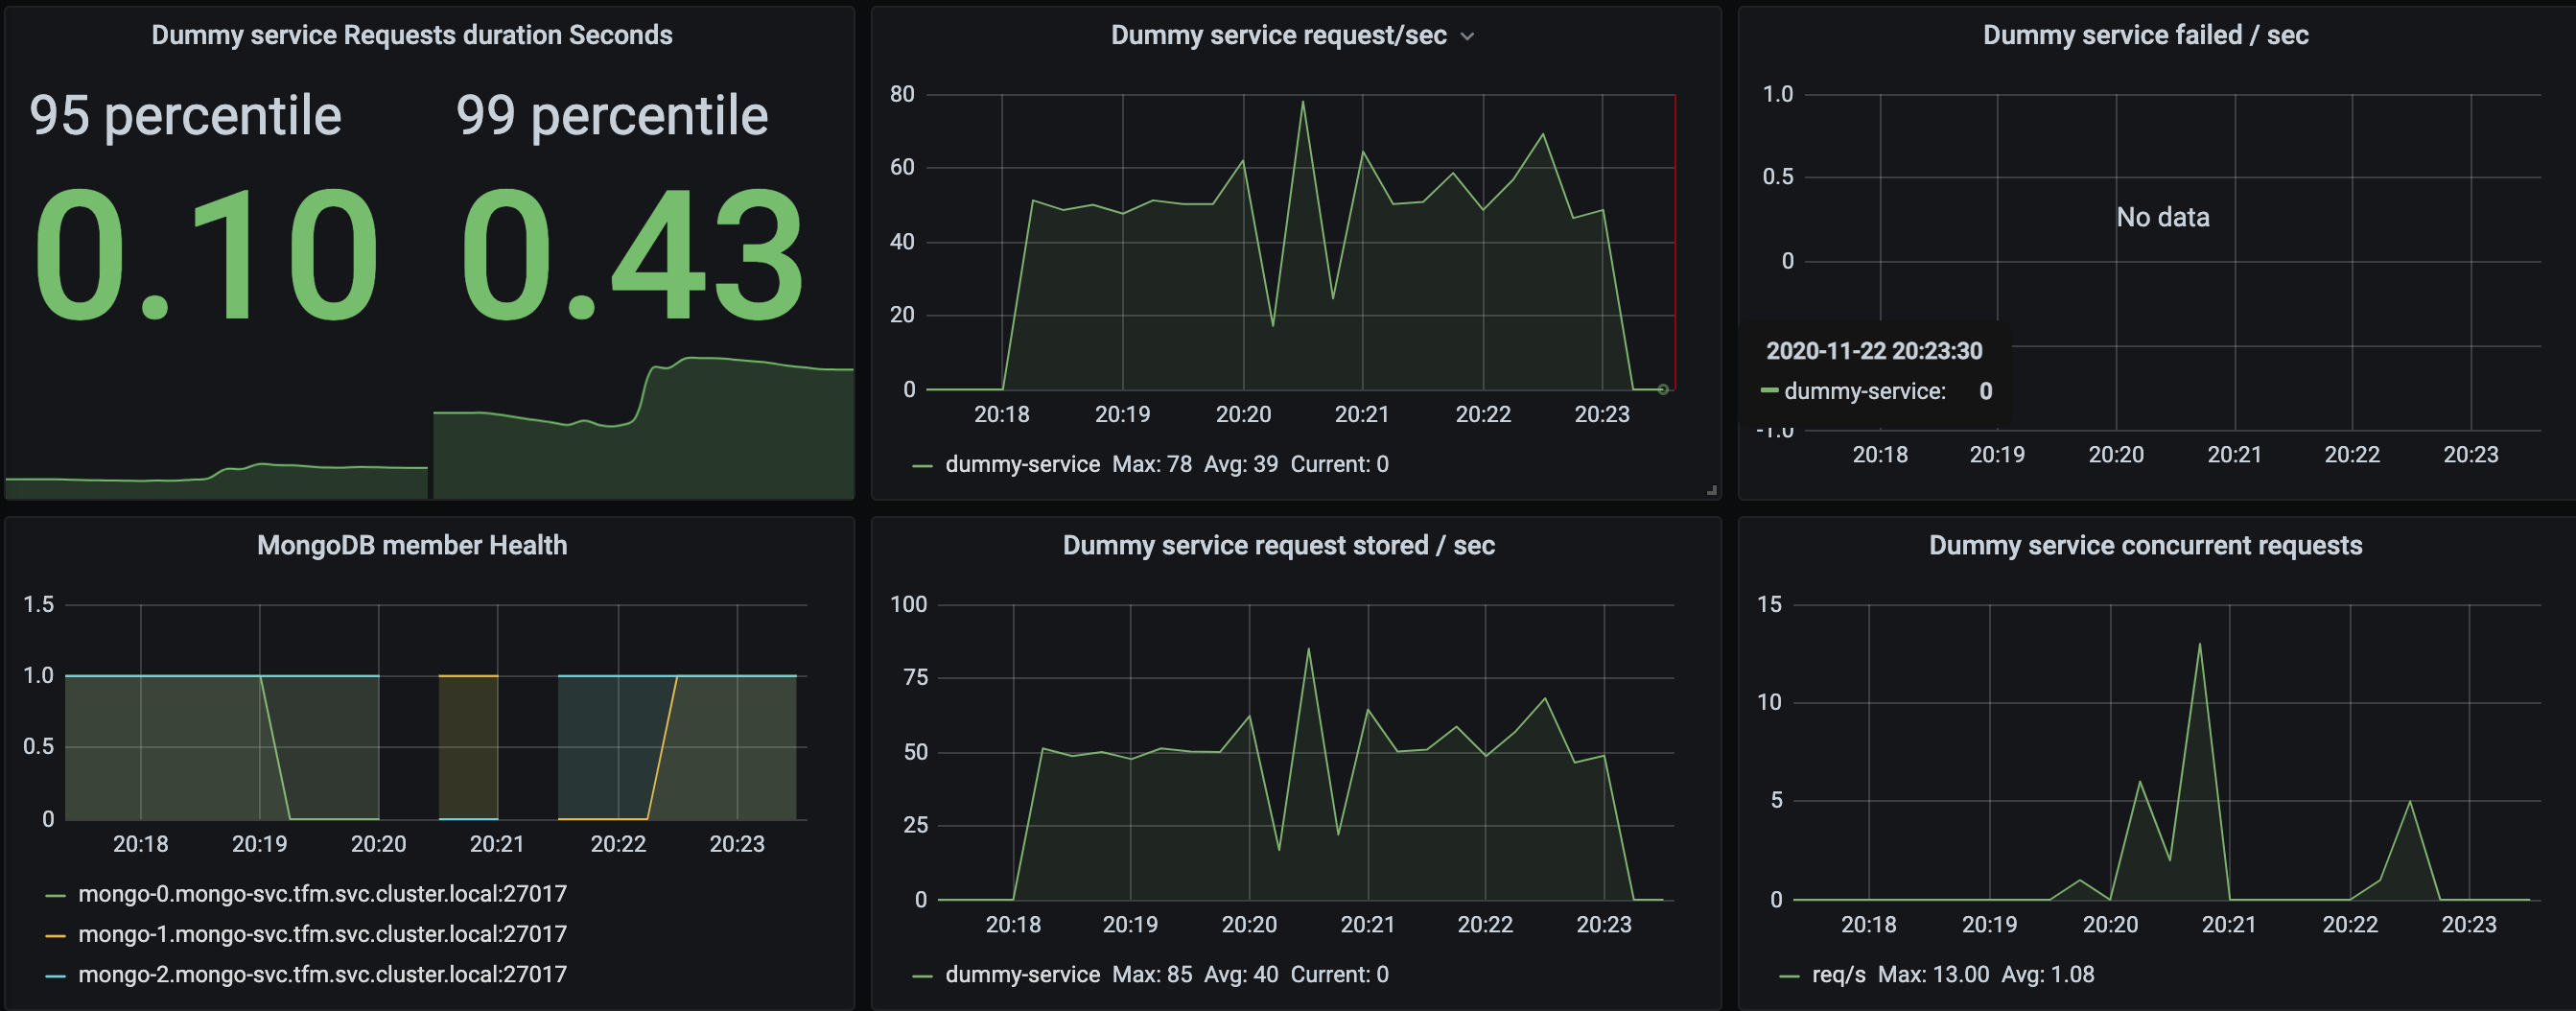 Dummy service Requests duration Seconds
95 percentile 99 percentile
0.10 0.43
Dummy service request/sec
80
60
40
20
0
20:18 20:19 20:20 20:21 20:22 20:23
dummy-service Max: 78 Avg: 39 Current: 0
Dummy service failed / sec
1.0
0.5
No data
0
2020-11-22 20:23:30
dummy-service: 0
-1.0
20:18 20:19 20:20 20:21 20:22 20:23
MongoDB member Health
1.5
1.0
0.5
0
20:18 20:19 20:20 20:21 20:22 20:23
mongo-0.mongo-svc.tfm.svc.cluster.local:27017
mongo-1.mongo-svc.tfm.svc.cluster.local:27017
mongo-2.mongo-svc.tfm.svc.cluster.local:27017
Dummy service request stored / sec
100
75
50
25
0
20:18 20:19 20:20 20:21 20:22 20:23
dummy-service Max: 85 Avg: 40 Current: 0
Dummy service concurrent requests
15
10
5
0
20:18 20:19 20:20 20:21 20:22 20:23
req/s Max: 13.00 Avg: 1.08